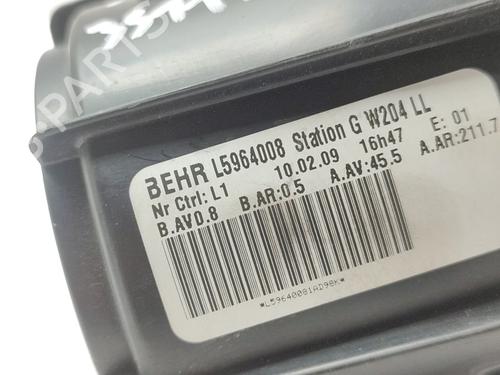 BEHR L5964008 Station G W204 LL
Nr Ctrl: L1 10.02.09 16h47 E: 01
B.AV0.8 B.AR:0.5 A.AV:45.5 A.AR:211.7
*L59640081AD98K*